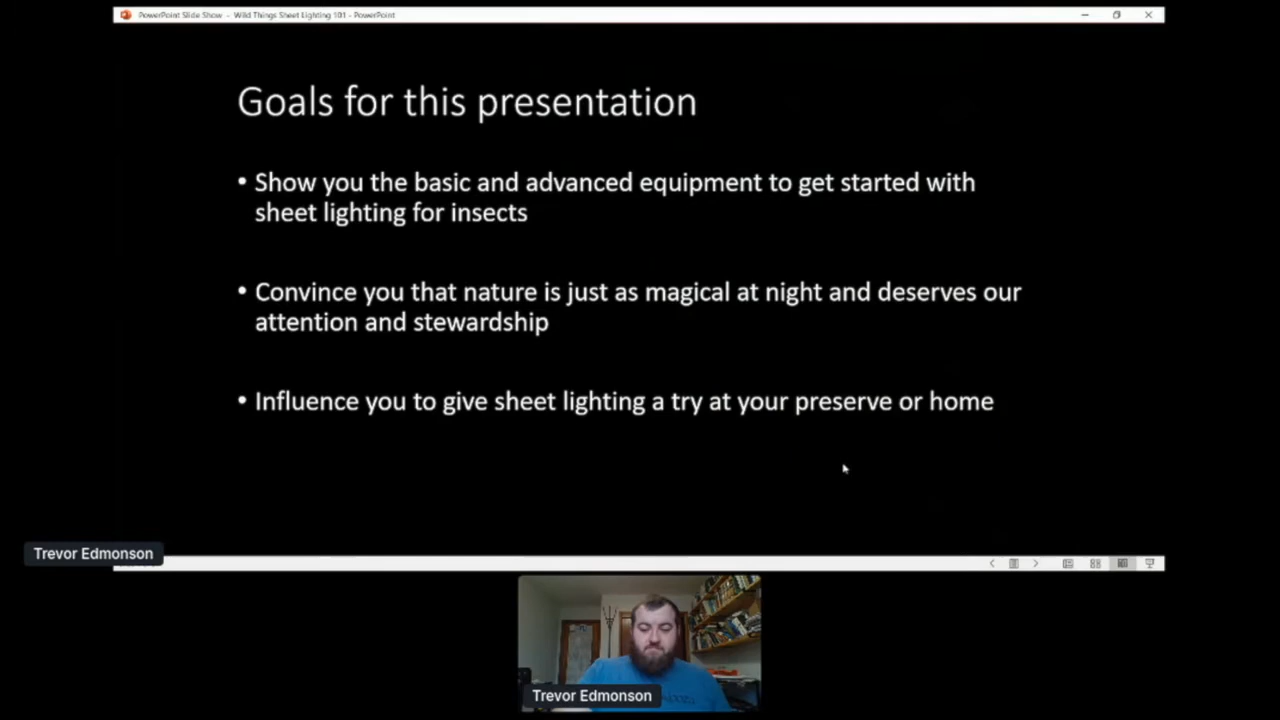 PowerPoint Slide Show - Wild Things Sheet Lighting 101 - PowerPoint
Goals for this presentation
• Show you the basic and advanced equipment to get started with
sheet lighting for insects
• Convince you that nature is just as magical at night and deserves our
attention and stewardship
• Influence you to give sheet lighting a try at your preserve or home
Trevor Edmonson
Trevor Edmonson